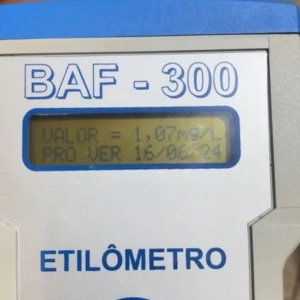 BAF - 300
VALOR = 1,07mg/L
PRO VER 16/06/24
ETILÔMETRO